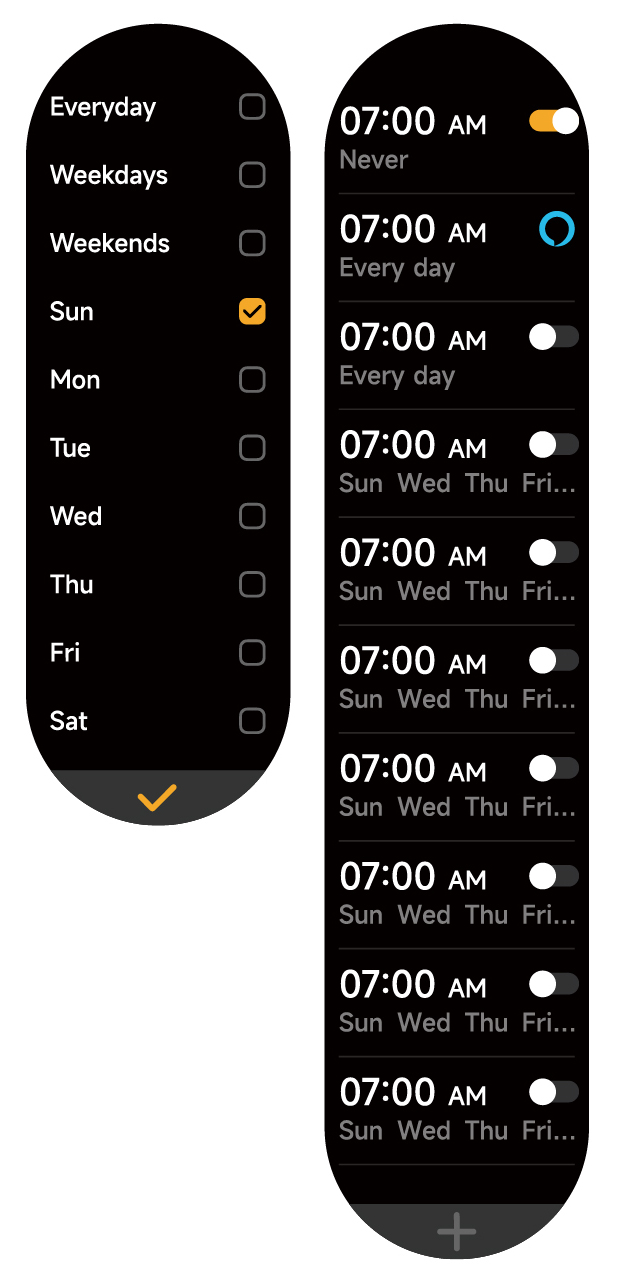 Everyday
Weekdays
Weekends
Sun
Mon
Tue
Wed
Thu
Fri
Sat
07:00 AM
Never
07:00 AM
Every day
07:00 AM
Every day
07:00 AM
Sun Wed Thu Fri...
07:00 AM
Sun Wed Thu Fri...
07:00 AM
Sun Wed Thu Fri...
07:00 AM
Sun Wed Thu Fri...
07:00 AM
Sun Wed Thu Fri...
07:00 AM
Sun Wed Thu Fri...
07:00 AM
Sun Wed Thu Fri...